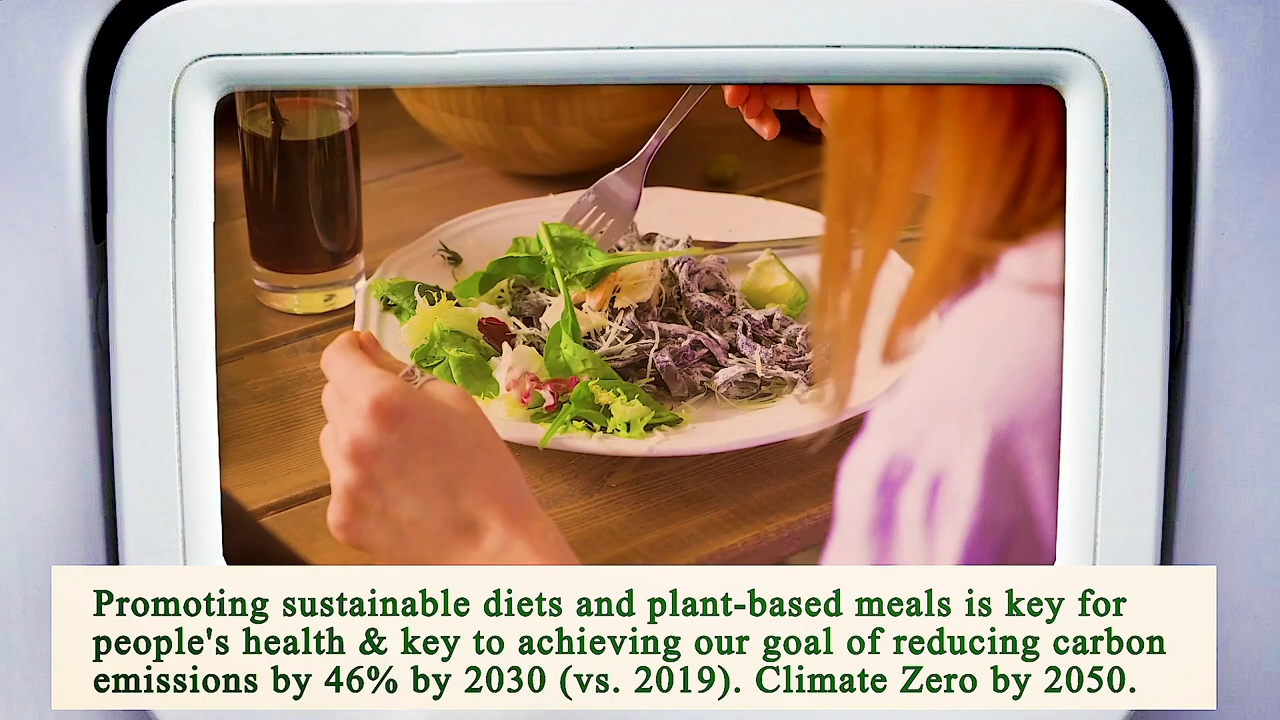 Promoting sustainable diets and plant-based meals is key for
people's health & key to achieving our goal of reducing carbon
emissions by 46% by 2030 (vs. 2019). Climate Zero by 2050.